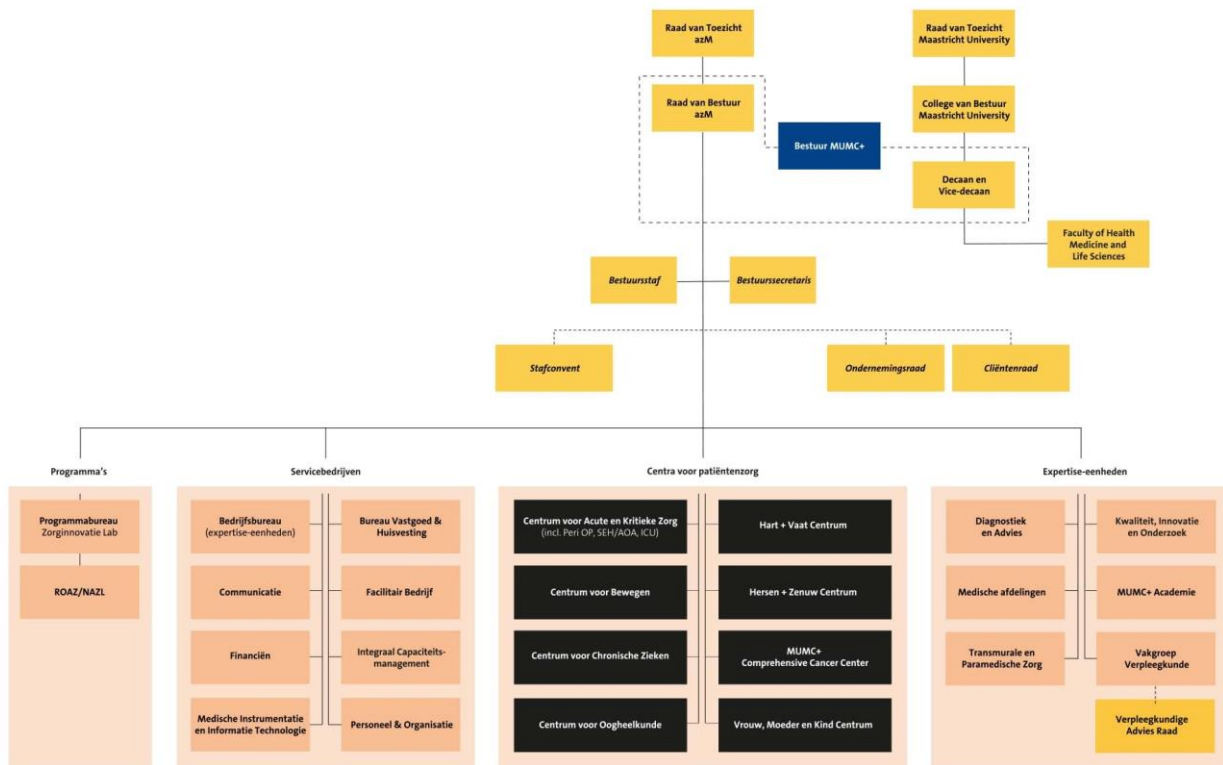 Raad van Toezicht
azM
Raad van Toezicht
Maastricht University
Raad van Bestuur
azM
College van Bestuur
Maastricht University
Bestuur MUMC+
Decaan en
Vice-decaan
Faculty of Health
Medicine and
Life Sciences
Bestuursstaf
Bestuurssecretaris
Stafconvent
Ondernemingsraad
Cliëntenraad
Programma's
Programmabureau
Zorginnovatie Lab
ROAZ/NAZL
Servicebedrijven
Bedrijfsbureau
(expertise-eenheden)
Bureau Vastgoed &
Huisvesting
Communicatie
Facilitair Bedrijf
Financiën
Integraal Capaciteits-
management
Medische Instrumentatie
en Informatie Technologie
Personeel & Organisatie
Centra voor patiëntenzorg
Centrum voor Acute en Kritieke Zorg
(incl. Peri OP, SEH/AOA, ICU)
Hart + Vaat Centrum
Centrum voor Bewegen
Hersen + Zenuw Centrum
Centrum voor Chronische Zieken
MUMC+
Comprehensive Cancer Center
Centrum voor Oogheelkunde
Vrouw, Moeder en Kind Centrum
Expertise-eenheden
Diagnostiek
en Advies
Kwaliteit, Innovatie
en Onderzoek
Medische afdelingen
MUMC+ Academie
Transmurale en
Paramedische Zorg
Vakgroep
Verpleegkunde
Verpleegkundige
Advies Raad